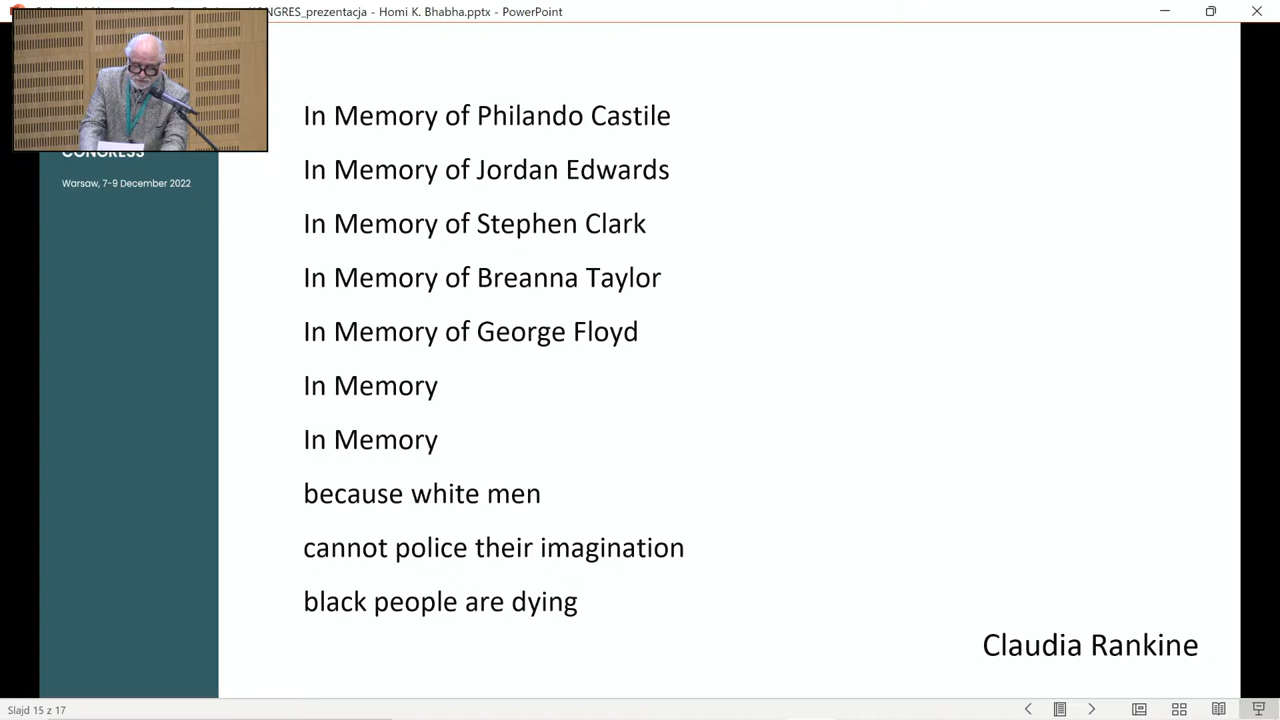 KONGRES_prezentacja - Homi K. Bhabha.pptx - PowerPoint
CONGRESS
Warsaw, 7-9 December 2022
In Memory of Philando Castile
In Memory of Jordan Edwards
In Memory of Stephen Clark
In Memory of Breanna Taylor
In Memory of George Floyd
In Memory
In Memory
because white men
cannot police their imagination
black people are dying
Claudia Rankine
Slajd 15 z 17